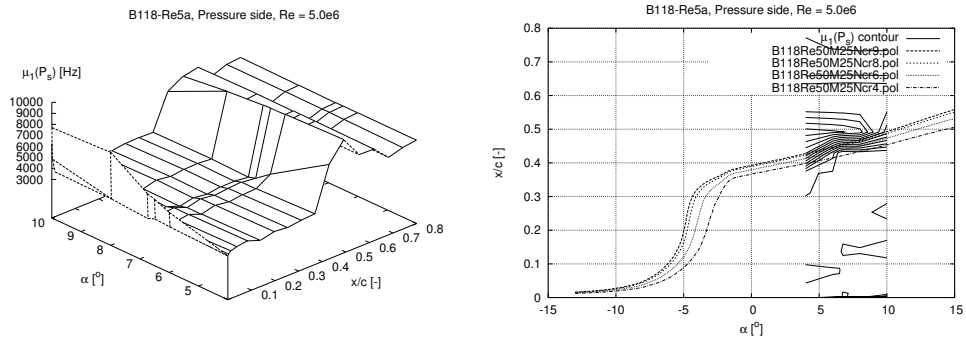 B118-Re5a, Pressure side, Re = 5.0e6
μ1(Ps) [Hz]
10000
9000
8000
7000
6000
5000
4000
3000
10
9
8
7
6
5
α [°]
0.1
0.2
0.3
0.4
0.5
0.6
0.7
0.8
x/c [-]
B118-Re5a, Pressure side, Re = 5.0e6
μ1(Ps) contour
B118Re50M25Ncr9.pol
B118Re50M25Ncr8.pol
B118Re50M25Ncr6.pol
B118Re50M25Ncr4.pol
0.8
0.7
0.6
0.5
0.4
0.3
0.2
0.1
0
x/c [-]
-15 -10 -5 0 5 10 15
α [°]